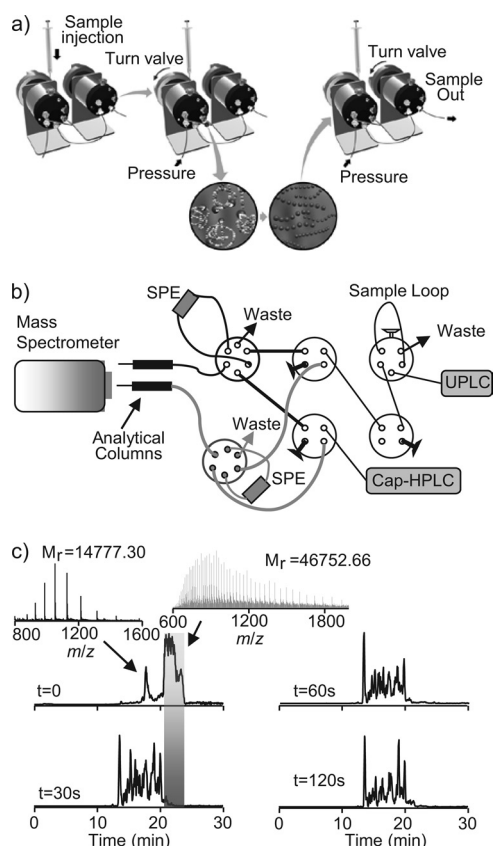 a)
Sample
injection
Turn valve
Pressure
Turn valve
Sample
Out
Pressure
b)
SPE
Waste
Sample Loop
Waste
Mass
Spectrometer
UPLC
Analytical
Columns
Waste
SPE
Cap-HPLC
c)
Mr=14777.30
Mr=46752.66
800 1200 1600
m/z
600 1200 1800
m/z
t=0
t=60s
t=30s
t=120s
0 10 20 30
Time (min)
0 10 20 30
Time (min)